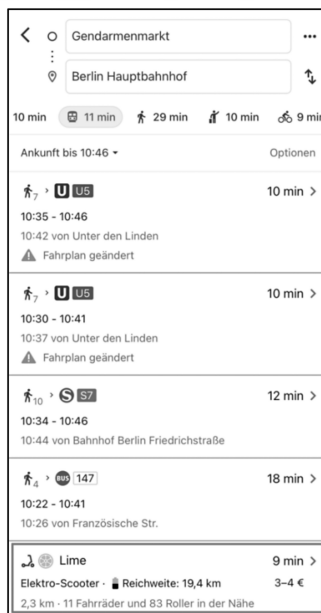 Gendarmenmarkt
Berlin Hauptbahnhof
10 min 11 min 29 min 10 min 9 min
Ankunft bis 10:46 Optionen
7 U U5 10 min
10:35 - 10:46
10:42 von Unter den Linden
Fahrplan geändert
7 U U5 10 min
10:30 - 10:41
10:37 von Unter den Linden
Fahrplan geändert
10 S S7 12 min
10:34 - 10:46
10:44 von Bahnhof Berlin Friedrichstraße
4 BUS 147 18 min
10:22 - 10:41
10:26 von Französische Str.
Lime 9 min
Elektro-Scooter · Reichweite: 19,4 km 3–4 €
2,3 km · 11 Fahrräder und 83 Roller in der Nähe